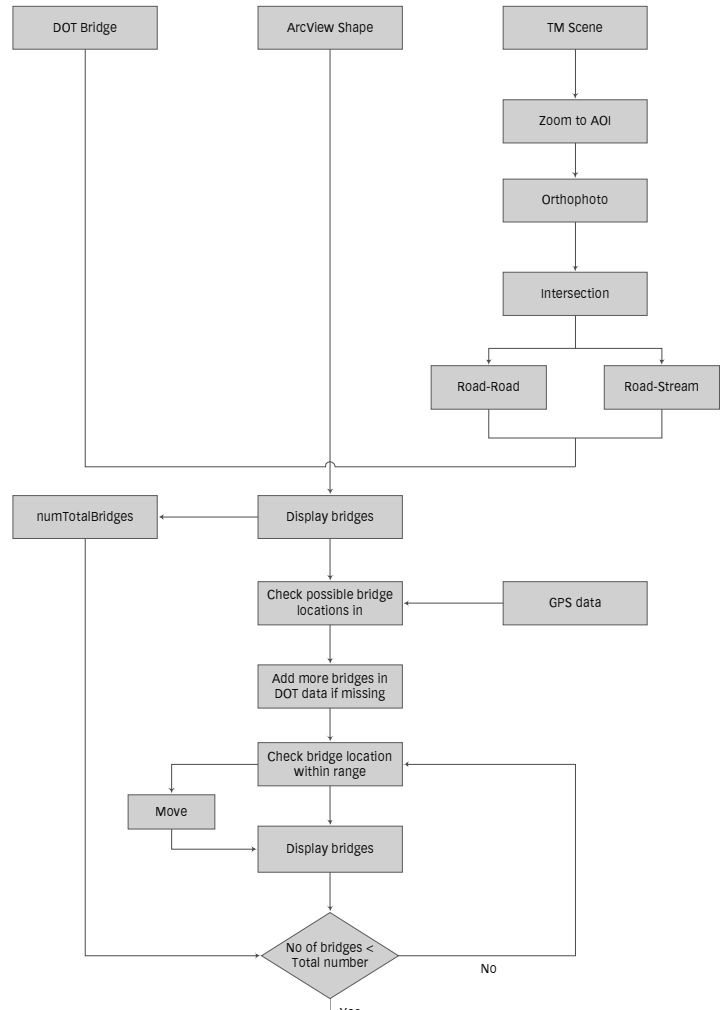 DOT Bridge
ArcView Shape
TM Scene
Zoom to AOI
Orthophoto
Intersection
Road-Road
Road-Stream
numTotalBridges
Display bridges
Check possible bridge
locations in
GPS data
Add more bridges in
DOT data if missing
Check bridge location
within range
Move
Display bridges
No of bridges <
Total number
No